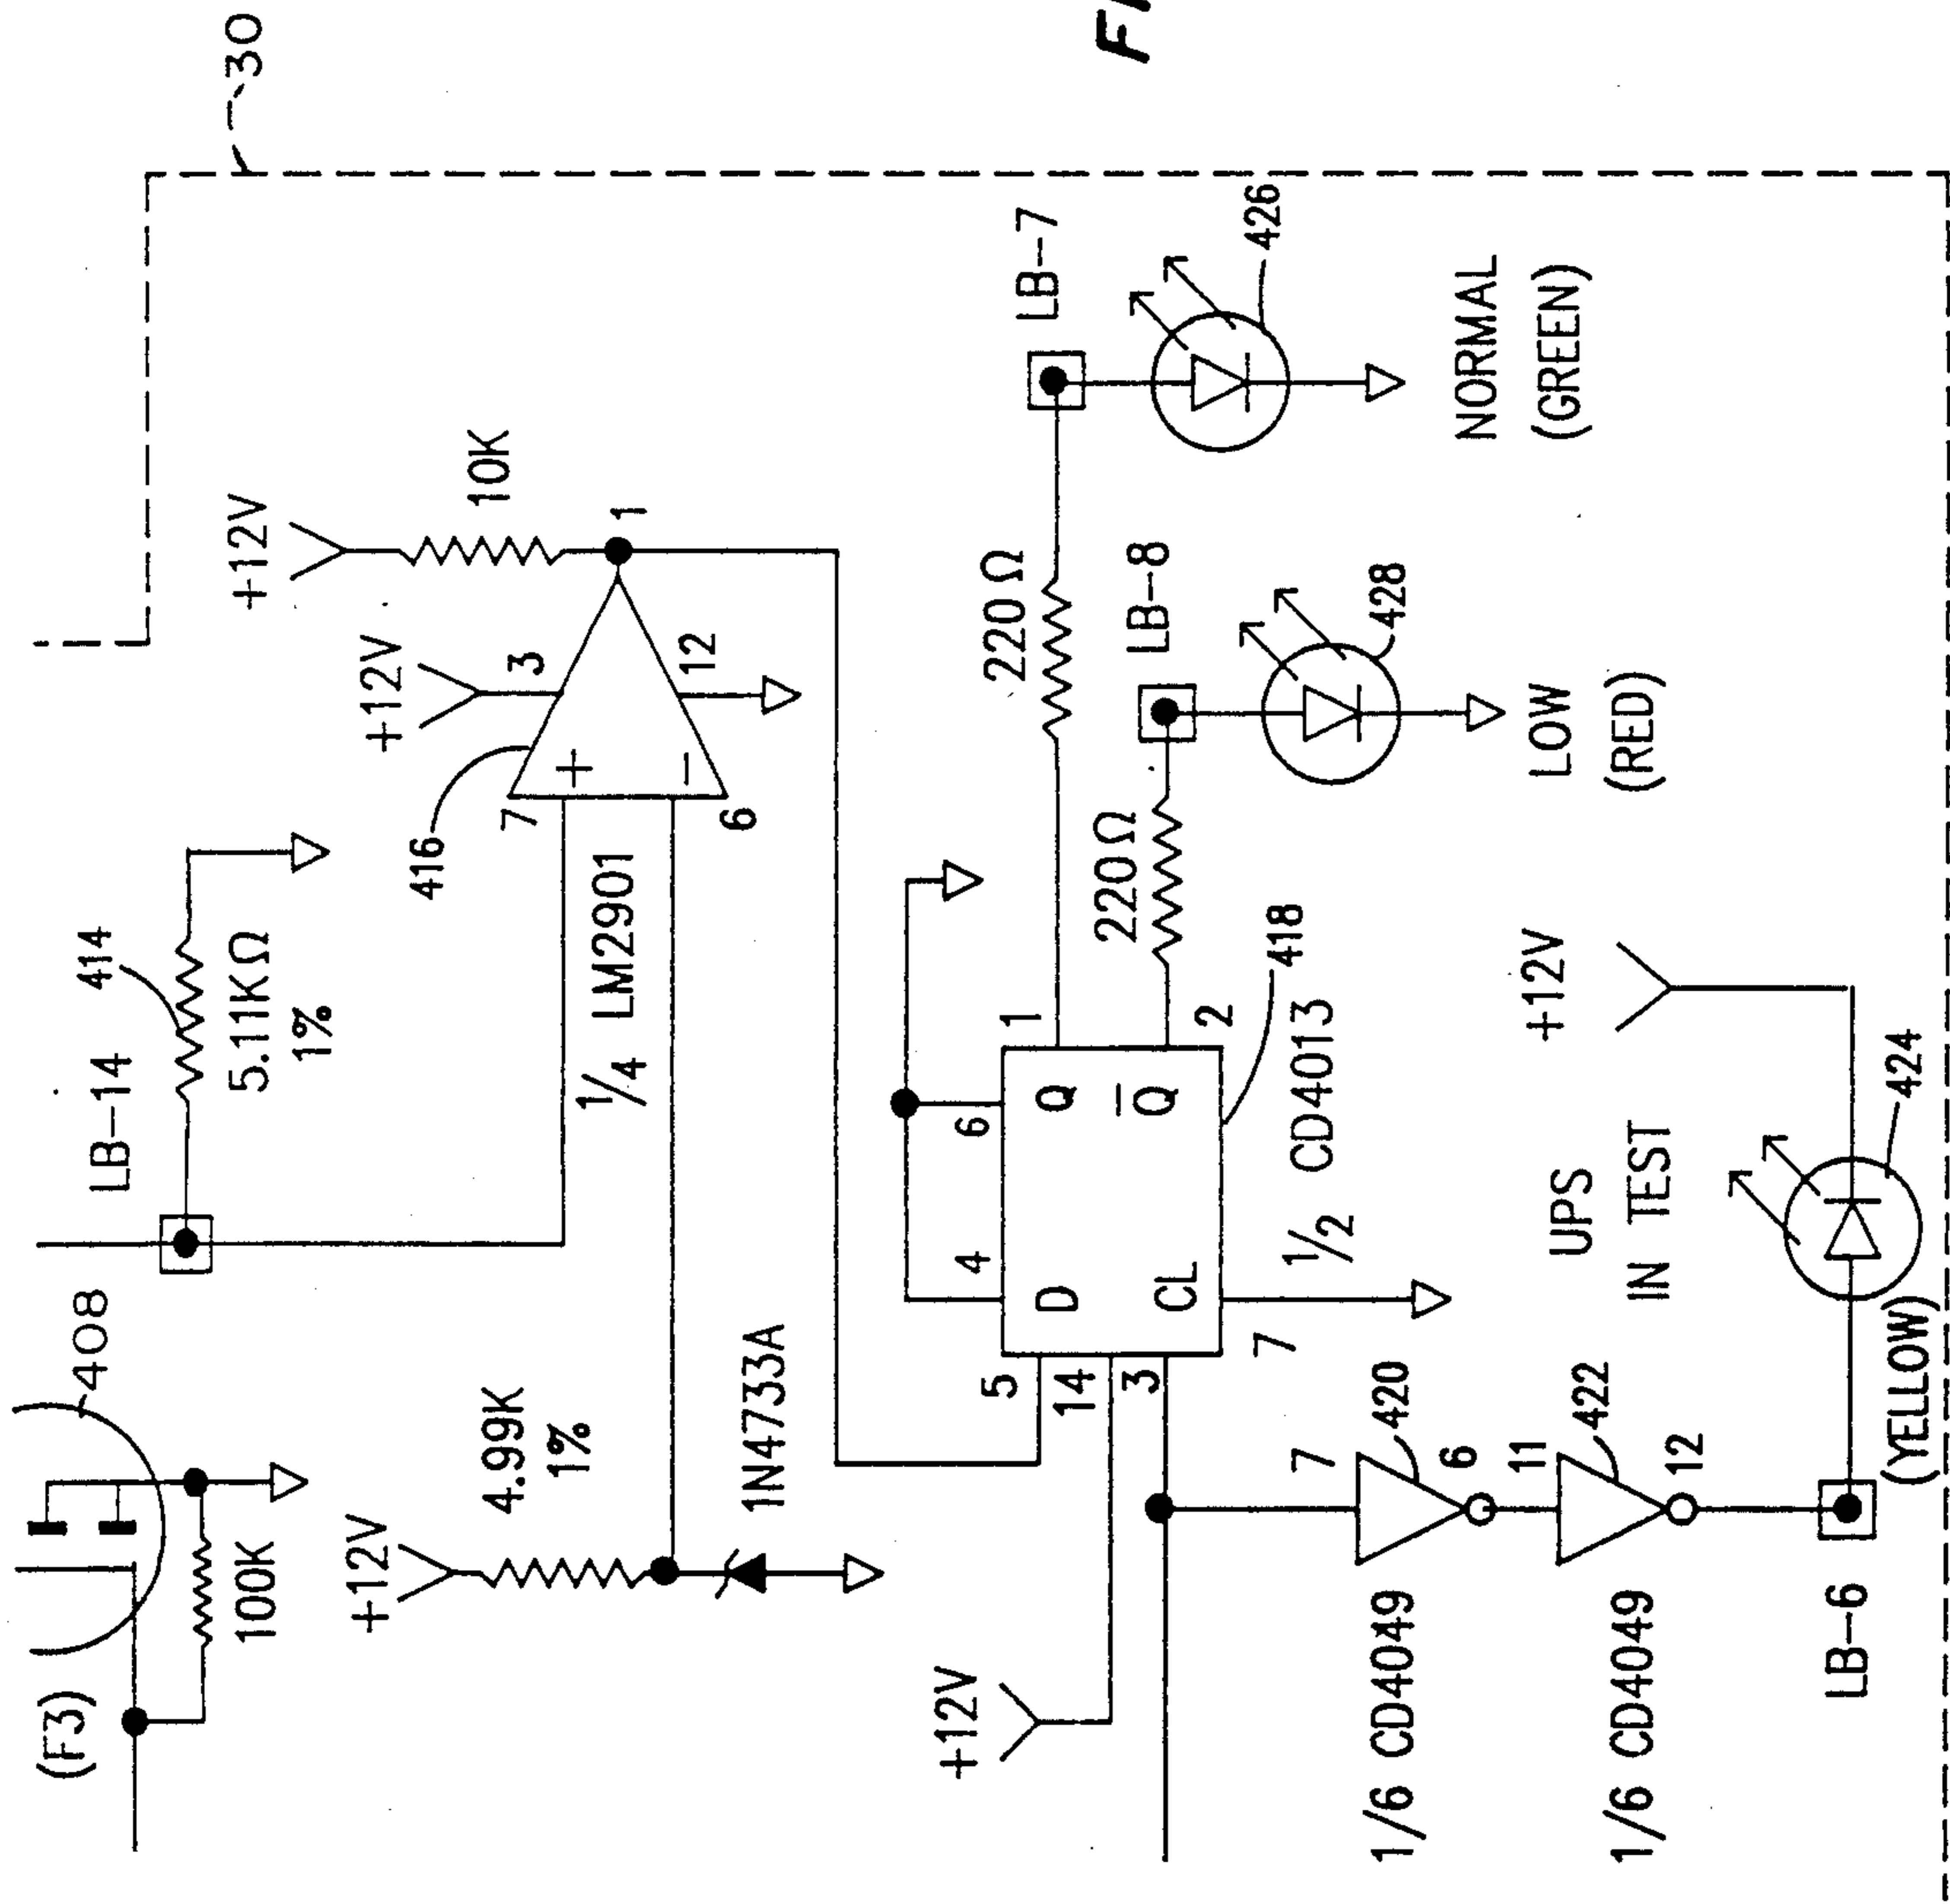 30
FI
(F3)
408
100K
LB-14
414
5.11KΩ
1%
+12V
10K
1
+12V
3
416
7
+
-
12
6
1/4 LM2901
+12V
4.99K
1%
1N4733A
LB-7
426
NORMAL
(GREEN)
220Ω
LB-8
428
LOW
(RED)
220Ω
418
1
2
6
4
Q
Q̅
D
CL
5
14
3
7
1/2 CD4013
+12V
7
420
6
1/6 CD4049
11
422
12
1/6 CD4049
UPS
IN TEST
+12V
424
(YELLOW)
LB-6